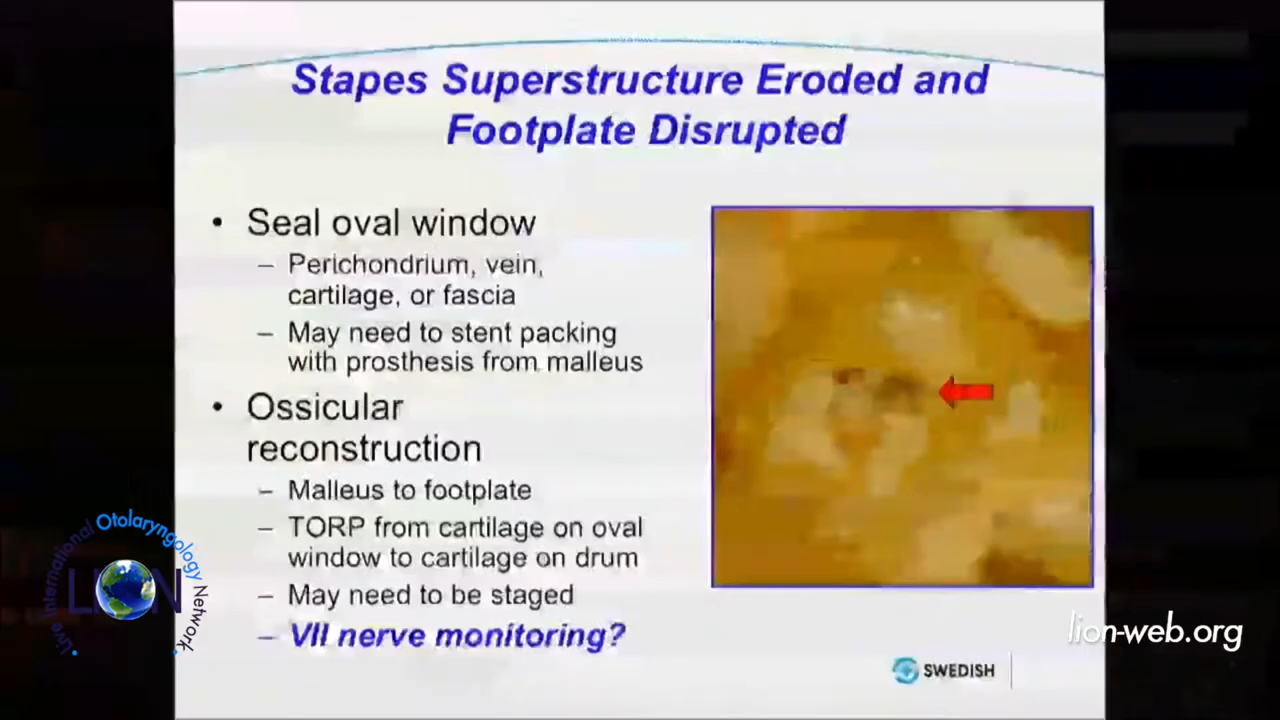 Stapes Superstructure Eroded and
Footplate Disrupted
• Seal oval window
– Perichondrium, vein,
cartilage, or fascia
– May need to stent packing
with prosthesis from malleus
• Ossicular
reconstruction
– Malleus to footplate
– TORP from cartilage on oval
window to cartilage on drum
– May need to be staged
– VII nerve monitoring?
Live International Otolaryngology Network
LION
lion-web.org
SWEDISH